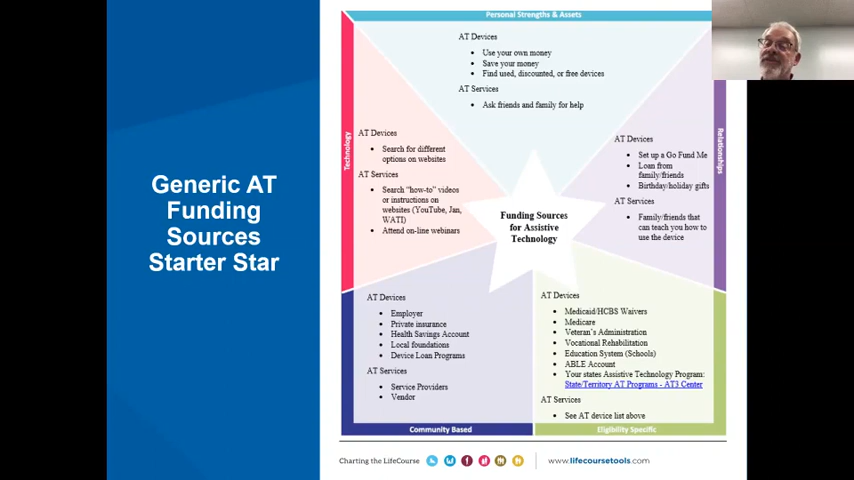 Generic AT
Funding
Sources
Starter Star
Personal Strengths & Assets
AT Devices
• Use your own money
• Save your money
• Find used, discounted, or free devices
AT Services
• Ask friends and family for help
Technology
AT Devices
• Search for different
options on websites
AT Services
• Search "how-to" videos
or instructions on
websites (YouTube, Jan,
WATI)
• Attend on-line webinars
Relationships
AT Devices
• Set up a Go Fund Me
• Loan from
family/friends
• Birthday/holiday gifts
AT Services
• Family/friends that
can teach you how to
use the device
Funding Sources
for Assistive
Technology
AT Devices
• Employer
• Private insurance
• Health Savings Account
• Local foundations
• Device Loan Programs
AT Services
• Service Providers
• Vendor
Community Based
AT Devices
• Medicaid/HCBS Waivers
• Medicare
• Veteran's Administration
• Vocational Rehabilitation
• Education System (Schools)
• ABLE Account
• Your states Assistive Technology Program:
State/Territory AT Programs - AT3 Center
AT Services
• See AT device list above
Eligibility Specific
Charting the LifeCourse
www.lifecoursetools.com